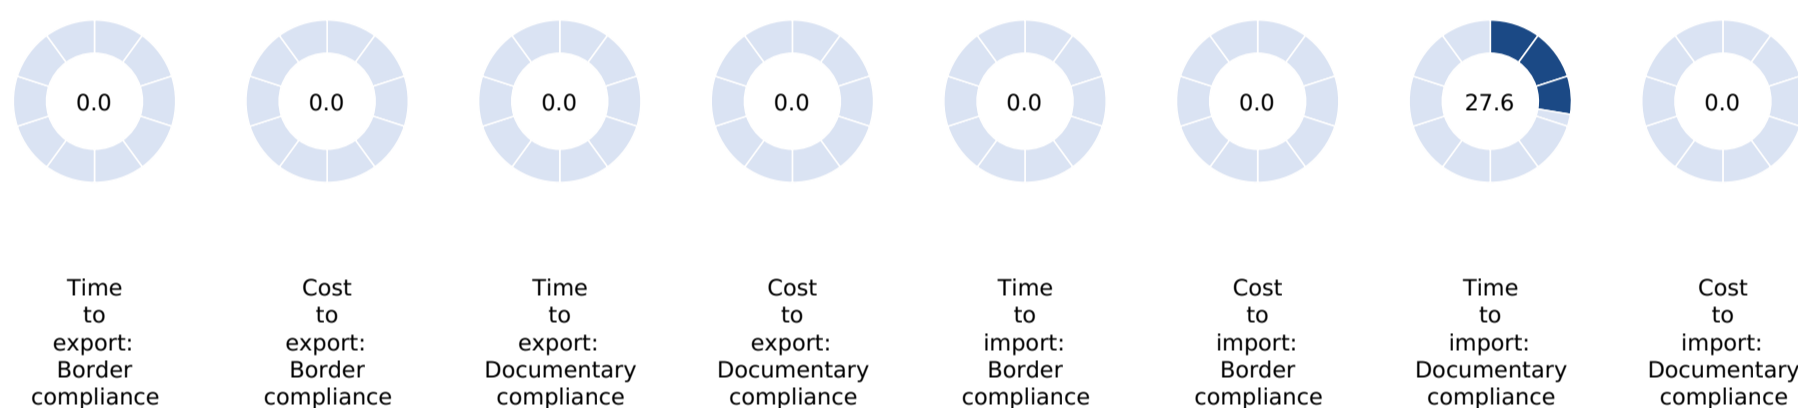 0.0
0.0
0.0
0.0
0.0
0.0
27.6
0.0
Time
to
export:
Border
compliance
Cost
to
export:
Border
compliance
Time
to
export:
Documentary
compliance
Cost
to
export:
Documentary
compliance
Time
to
import:
Border
compliance
Cost
to
import:
Border
compliance
Time
to
import:
Documentary
compliance
Cost
to
import:
Documentary
compliance